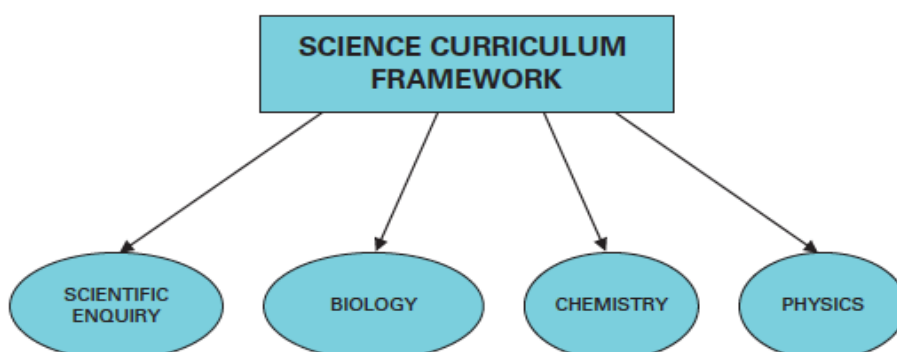 SCIENCE CURRICULUM
FRAMEWORK
SCIENTIFIC
ENQUIRY
BIOLOGY
CHEMISTRY
PHYSICS